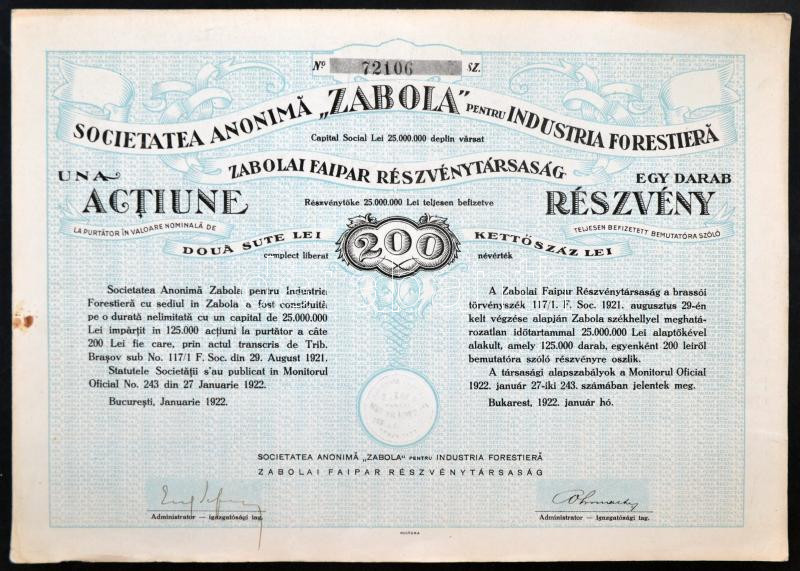 Nº 72106 SZ.
SOCIETATEA ANONIMĂ „ZABOLA" PENTRU INDUSTRIA FORESTIERĂ
Capital Social Lei 25.000.000 deplin vărsat
ZABOLAI FAIPAR RÉSZVÉNYTÁRSASÁG
Részvénytőke 25.000.000 Lei teljesen befizetve
UNA
ACȚIUNE
LA PURTĂTOR ÎN VALOARE NOMINALĂ DE
DOUĂ SUTE LEI
complect liberat
200
EGY DARAB
RÉSZVÉNY
TELJESEN BEFIZETETT BEMUTATÓRA SZÓLÓ
KETTŐSZÁZ LEI
névérték
Societatea Anonimă Zabola pentru Industria
Forestieră cu sediul in Zabola a fost constituită
pe o durată nelimitată cu un capital de 25.000.000
Lei împărțit in 125.000 acțiuni la purtător a câte
200 Lei fie care, prin actul transcris de Trib.
Brașov sub No. 117/1 F. Soc. din 29. August 1921.
Statutele Societății s'au publicat in Monitorul
Oficial No. 243 din 27 Januarie 1922.
București, Januarie 1922.
A Zabolai Faipar Részvénytársaság a brassói
törvényszék 117/1. F. Soc. 1921. augusztus 29-én
kelt végzése alapján Zabola székhellyel meghatá-
rozatlan időtartammal 25.000.000 Lei alaptőkével
alakult, amely 125.000 darab, egyenként 200 leiről
bemutatóra szóló részvényre oszlik.
A társasági alapszabályok a Monitorul Oficial
1922. január 27-iki 243. számában jelentek meg.
Bukarest, 1922. január hó.
SOCIETATEA ANONIMĂ „ZABOLA" PENTRU INDUSTRIA FORESTIERĂ
ZABOLAI FAIPAR RÉSZVÉNYTÁRSASÁG
Administrator — igazgatósági tag.
Administrator — Igazgatósági tag.
KULTURA